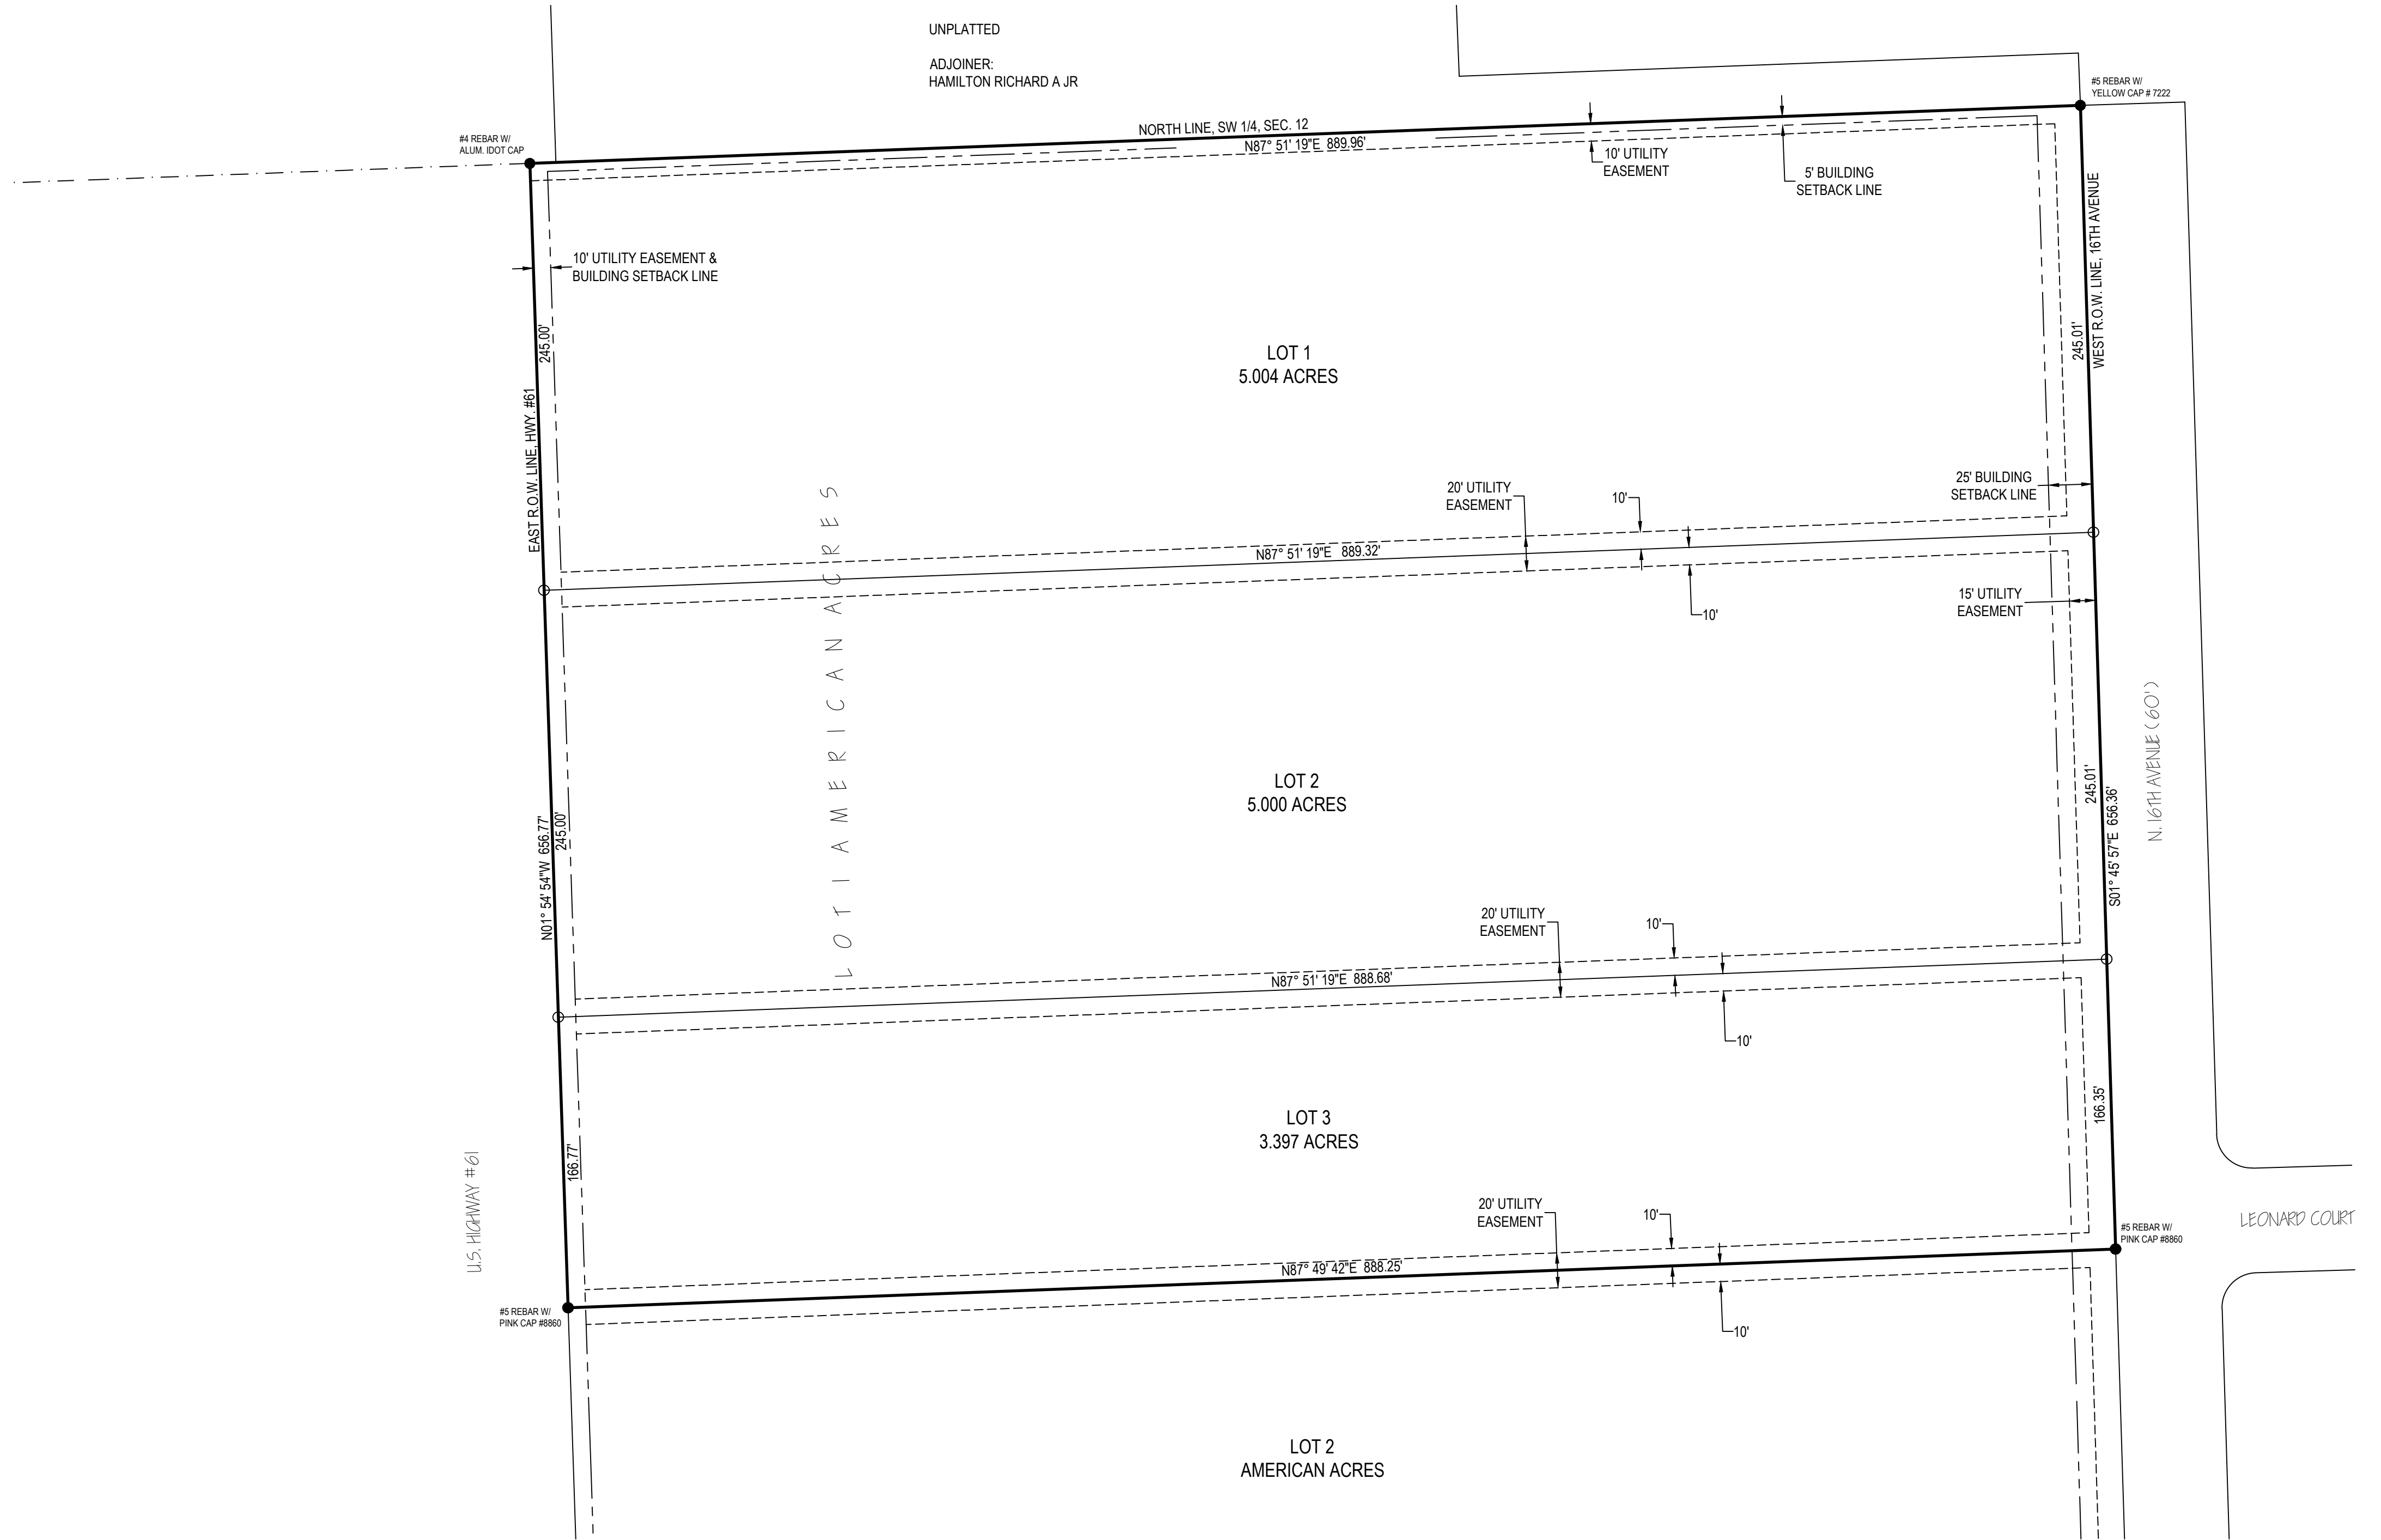 UNPLATTED
ADJOINER:
HAMILTON RICHARD A JR
#5 REBAR W/
YELLOW CAP # 7222
#4 REBAR W/
ALUM. IDOT CAP
NORTH LINE, SW 1/4, SEC. 12
N87° 51' 19"E 889.96'
10' UTILITY
EASEMENT
5' BUILDING
SETBACK LINE
WEST R.O.W. LINE, 16TH AVENUE
245.01'
10' UTILITY EASEMENT &
BUILDING SETBACK LINE
245.00'
EAST R.O.W. LINE, HWY. #61
LOT 1
5.004 ACRES
25' BUILDING
SETBACK LINE
20' UTILITY
EASEMENT
10'
N87° 51' 19"E 889.32'
10'
15' UTILITY
EASEMENT
LOT 1 AMERICAN ACRES
N. 16TH AVENUE (60')
LOT 2
5.000 ACRES
N01° 54' 54"W 656.77'
245.00'
245.01'
S01° 45' 57"E 656.36'
20' UTILITY
EASEMENT
10'
N87° 51' 19"E 888.68'
10'
LOT 3
3.397 ACRES
166.77'
166.35'
U.S. HIGHWAY #61
20' UTILITY
EASEMENT
10'
LEONARD COURT
#5 REBAR W/
PINK CAP #8860
N87° 49' 42"E 888.25'
#5 REBAR W/
PINK CAP #8860
10'
LOT 2
AMERICAN ACRES